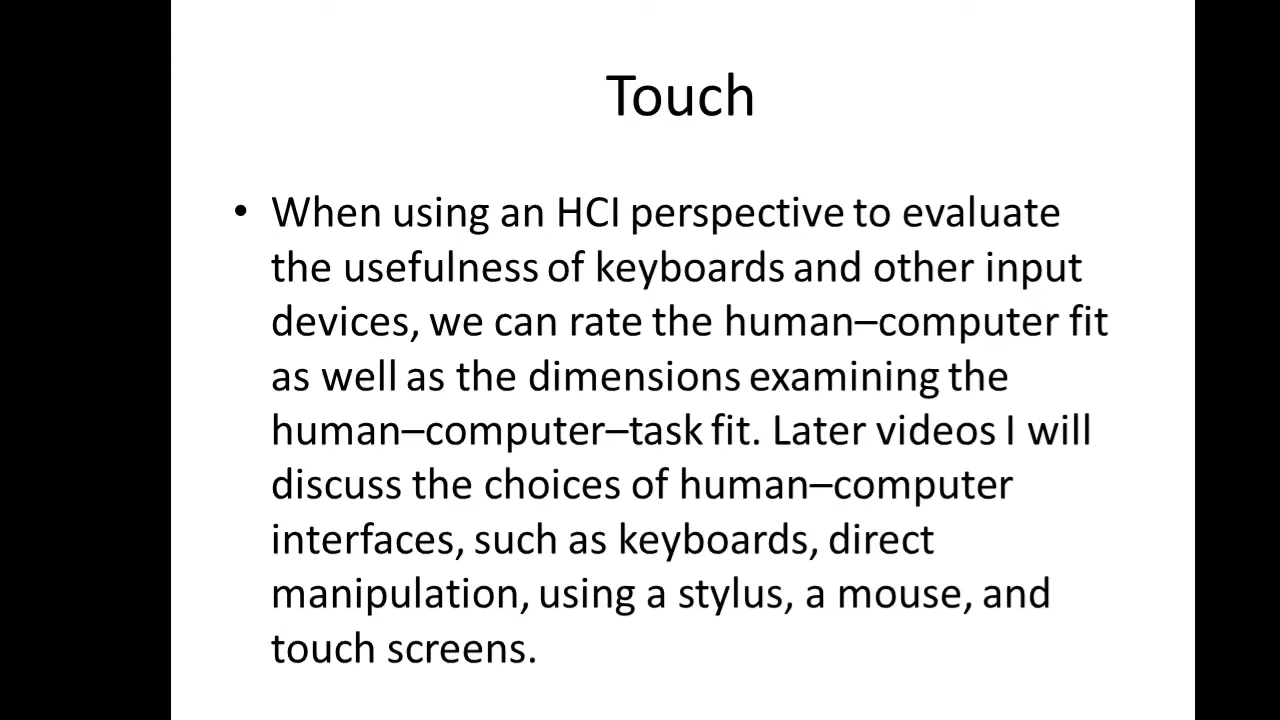 Touch
• When using an HCI perspective to evaluate
the usefulness of keyboards and other input
devices, we can rate the human–computer fit
as well as the dimensions examining the
human–computer–task fit. Later videos I will
discuss the choices of human–computer
interfaces, such as keyboards, direct
manipulation, using a stylus, a mouse, and
touch screens.